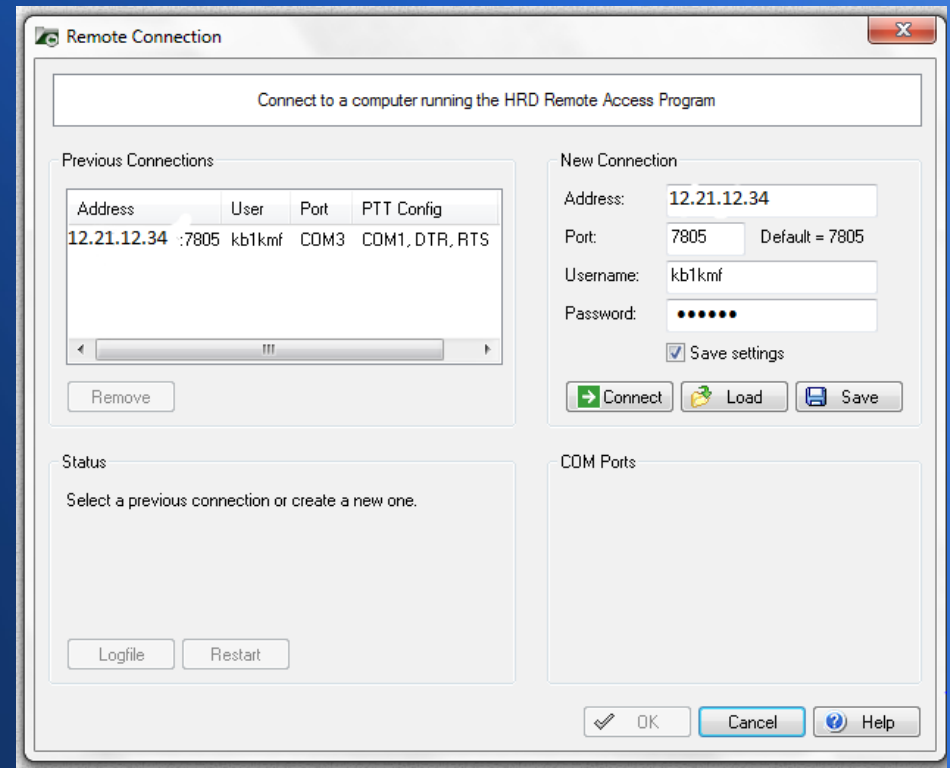 Remote Connection
Connect to a computer running the HRD Remote Access Program
Previous Connections
Address User Port PTT Config
12.21.12.34 :7805 kb1kmf COM3 COM1, DTR, RTS
Remove
New Connection
Address: 12.21.12.34
Port: 7805 Default = 7805
Username: kb1kmf
Password: ••••••
Save settings
Connect Load Save
Status
Select a previous connection or create a new one.
Logfile Restart
COM Ports
OK Cancel Help